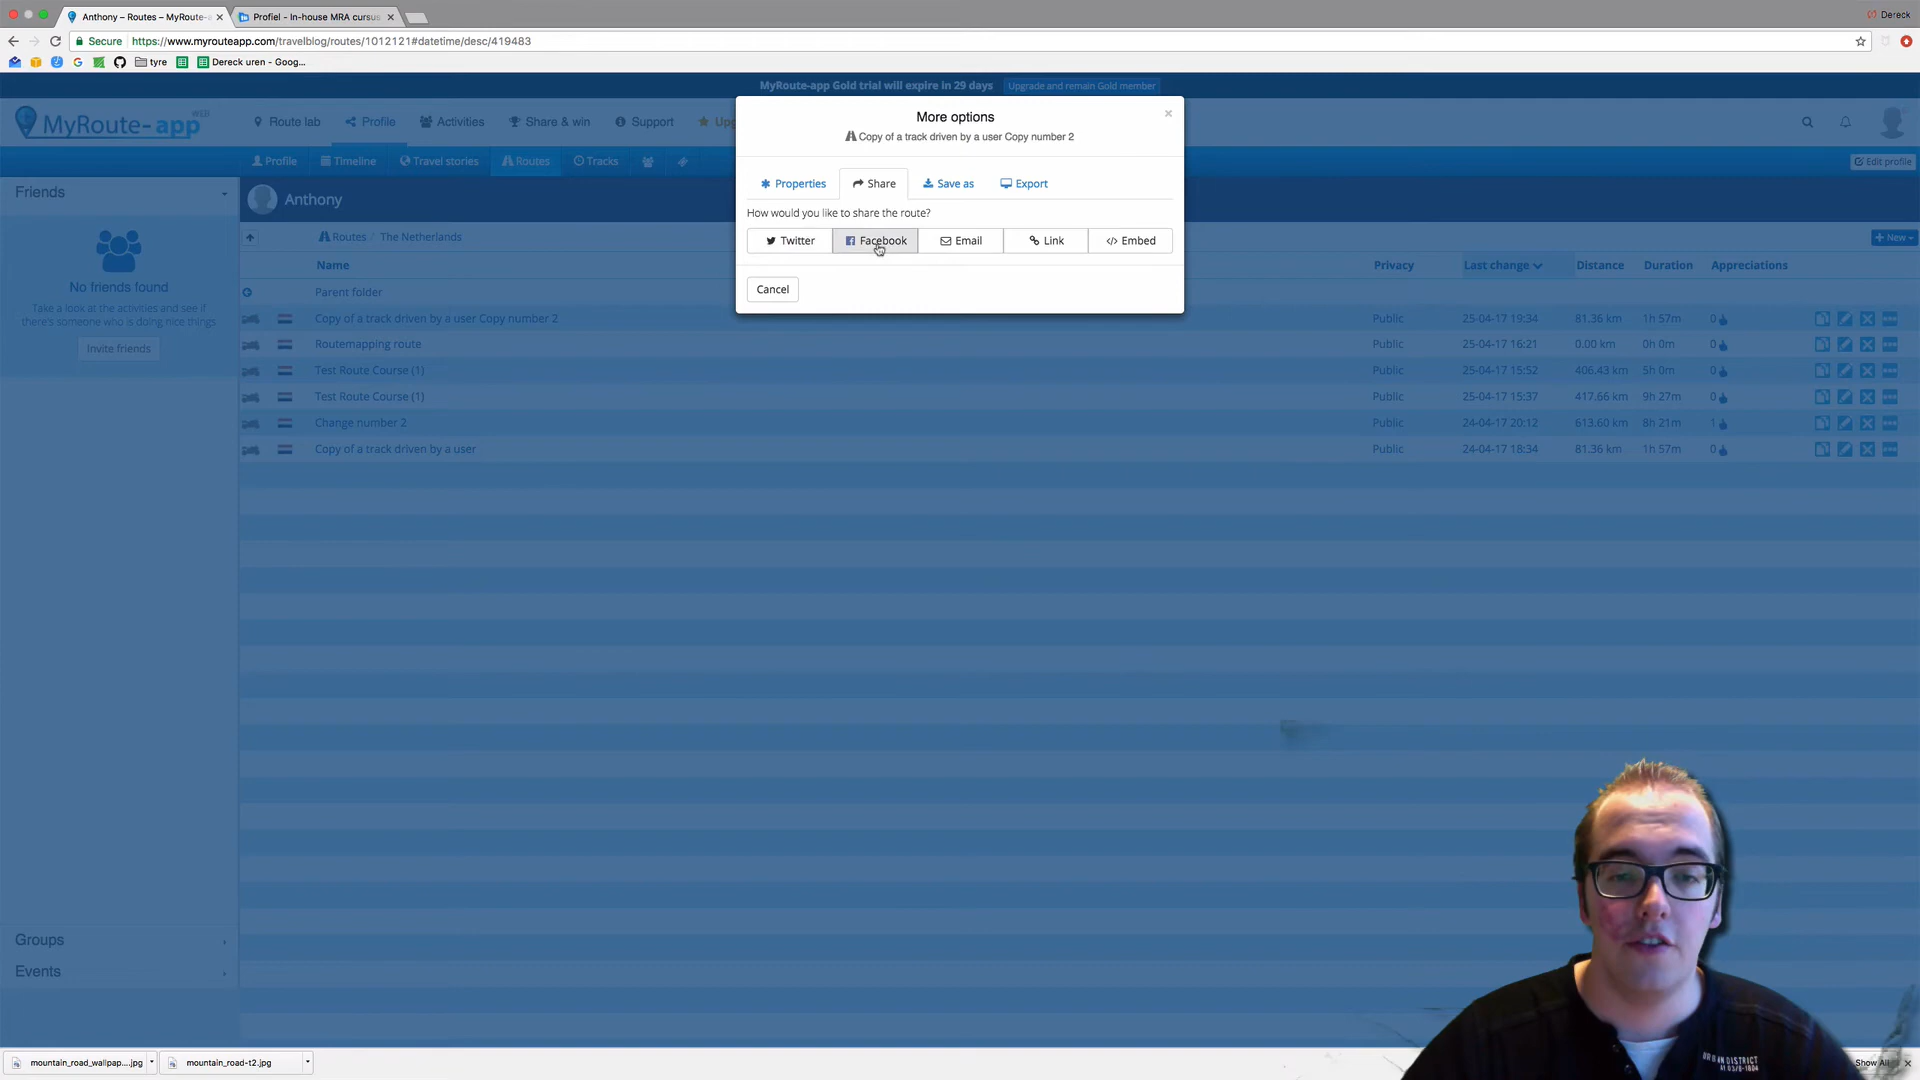 Anthony – Routes – MyRoute-a
Profiel - In-house MRA cursus
Dereck
Secure
https://www.myrouteapp.com/travelblog/routes/1012121#datetime/desc/419483
tyre
Dereck uren - Goog...
MyRoute-app Gold trial will expire in 29 days
Upgrade and remain Gold member
MyRoute-app
Route lab
Profile
Activities
Share & win
Support
Profile
Timeline
Travel stories
Routes
Tracks
Edit profile
Friends
Anthony
No friends found
Take a look at the activities and see if
there's someone who is doing nice things
Invite friends
Groups
Events
Routes / The Netherlands
New
Name
Privacy
Last change
Distance
Duration
Appreciations
Parent folder
Copy of a track driven by a user Copy number 2 Public 25-04-17 19:34 81.36 km 1h 57m 0
Routemapping route Public 25-04-17 16:21 0.00 km 0h 0m 0
Test Route Course (1) Public 25-04-17 15:52 406.43 km 5h 0m 0
Test Route Course (1) Public 25-04-17 15:37 417.66 km 9h 27m 0
Change number 2 Public 24-04-17 20:12 613.60 km 8h 21m 1
Copy of a track driven by a user Public 24-04-17 18:34 81.36 km 1h 57m 0
More options
Copy of a track driven by a user Copy number 2
Properties
Share
Save as
Export
How would you like to share the route?
Twitter
Facebook
Email
Link
Embed
Cancel
mountain_road_wallpap....jpg
mountain_road-t2.jpg
Show All